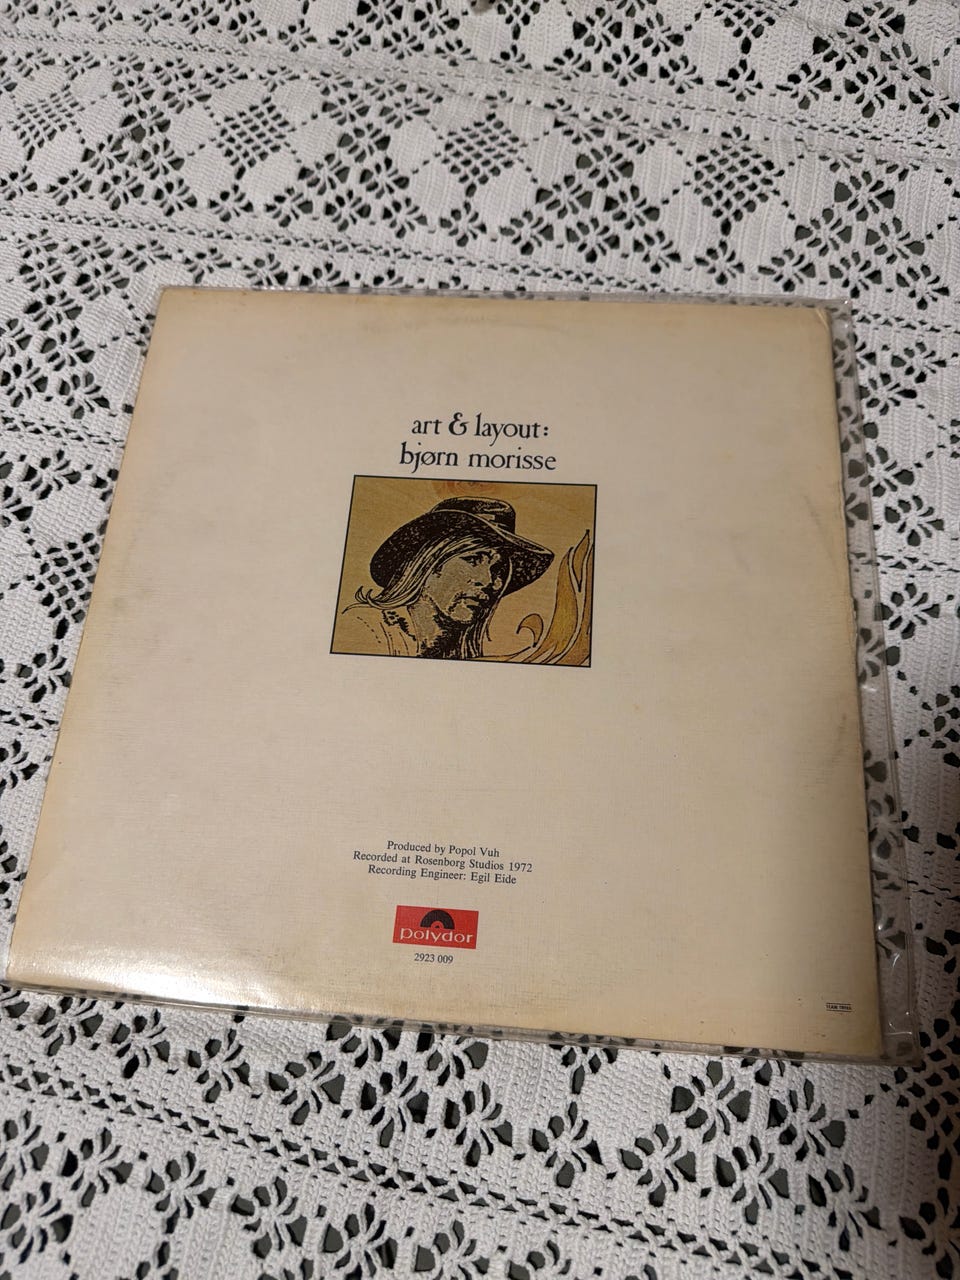 art & layout:
bjørn morisse
Produced by Popol Vuh
Recorded at Rosenborg Studios 1972
Recording Engineer: Egil Eide
polydor
2923 009